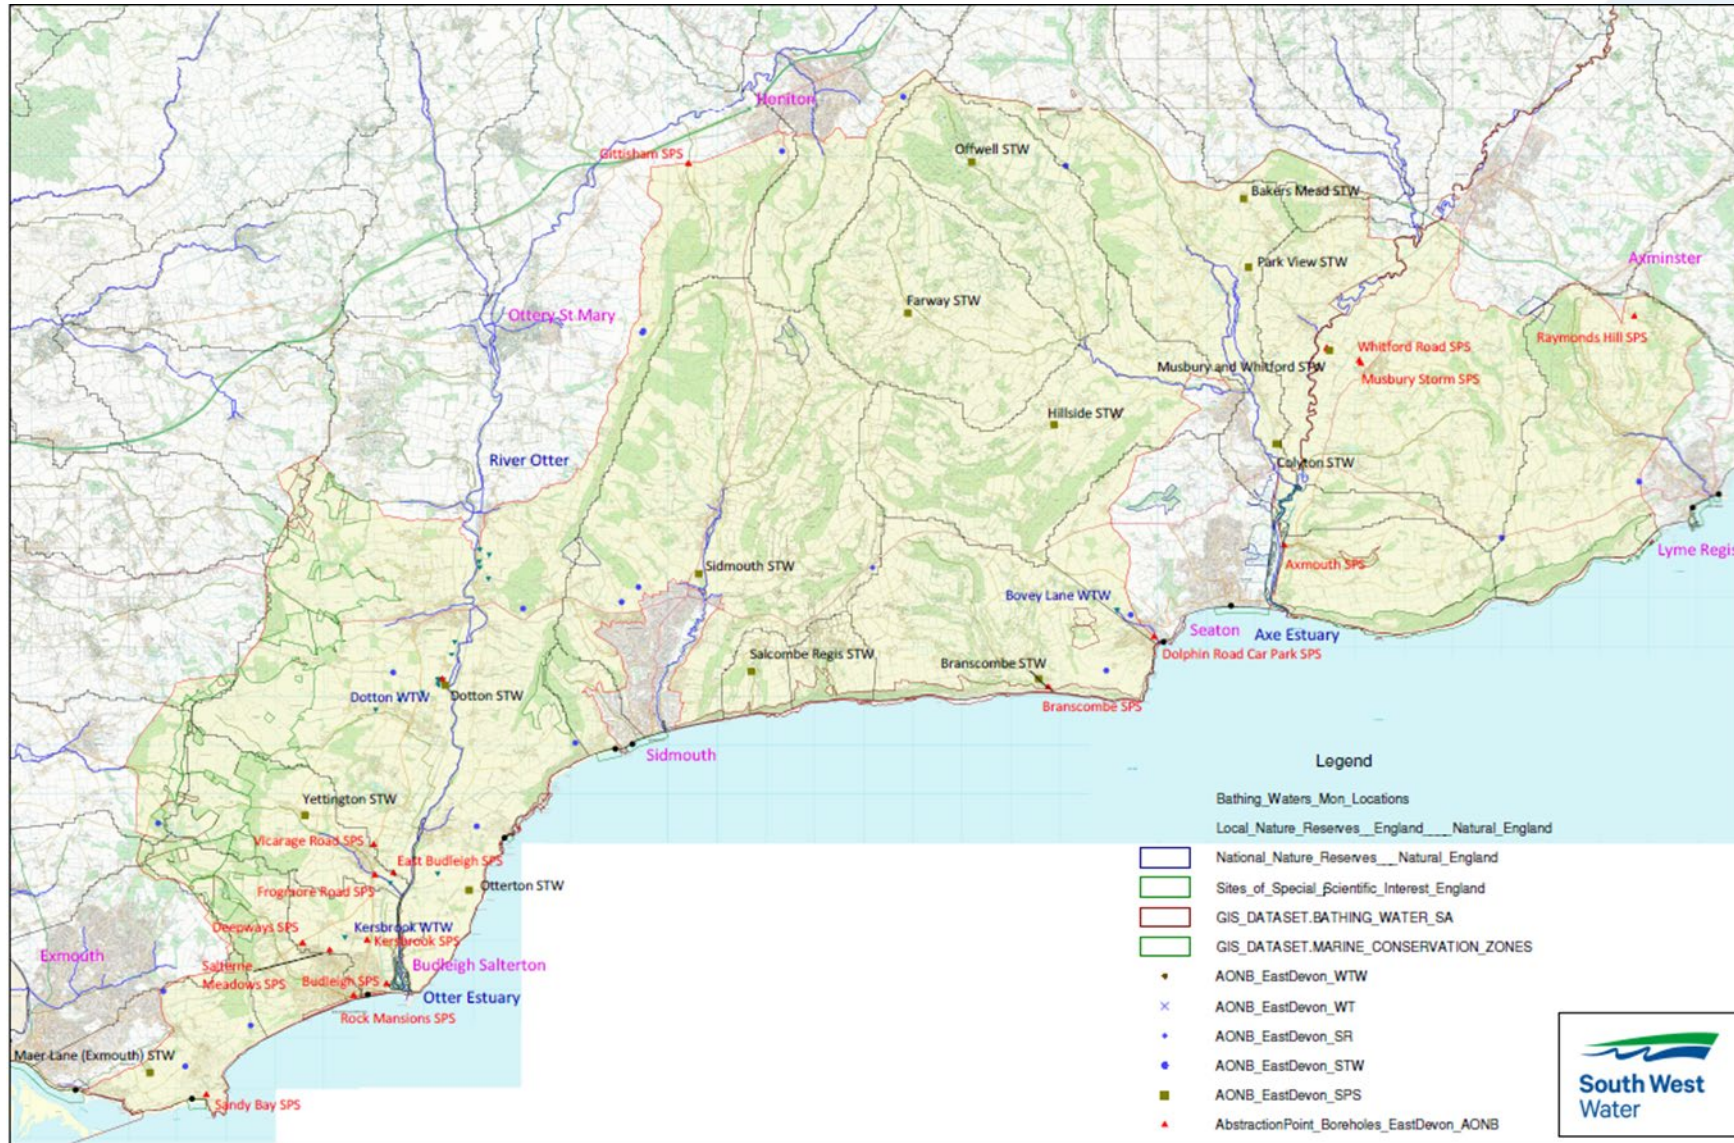 Honiton
Gittisham SPS
Offwell STW
Bakers Mead STW
Park View STW
Axminster
Farway STW
Ottery St Mary
Raymonds Hill SPS
Whitford Road SPS
Musbury and Whitford STW
Musbury Storm SPS
Hillside STW
River Otter
Colyton STW
Lyme Regis
Sidmouth STW
Axmouth SPS
Bovey Lane WTW
Seaton
Axe Estuary
Salcombe Regis STW
Branscombe STW
Dolphin Road Car Park SPS
Dotton WTW
Dotton STW
Branscombe SPS
Sidmouth
Yettington STW
Vicarage Road SPS
East Budleigh SPS
Frogmore Road SPS
Otterton STW
Deepways SPS
Kersbrook WTW
Kersbrook SPS
Exmouth
Salterne
Meadows SPS
Budleigh SPS
Budleigh Salterton
Otter Estuary
Rock Mansions SPS
Maer Lane (Exmouth) STW
Sandy Bay SPS
Legend
Bathing_Waters_Mon_Locations
Local_Nature_Reserves__England____Natural_England
National_Nature_Reserves___Natural_England
Sites_of_Special_Scientific_Interest_England
GIS_DATASET.BATHING_WATER_SA
GIS_DATASET.MARINE_CONSERVATION_ZONES
AONB_EastDevon_WTW
AONB_EastDevon_WT
AONB_EastDevon_SR
AONB_EastDevon_STW
AONB_EastDevon_SPS
AbstractionPoint_Boreholes_EastDevon_AONB
South West
Water